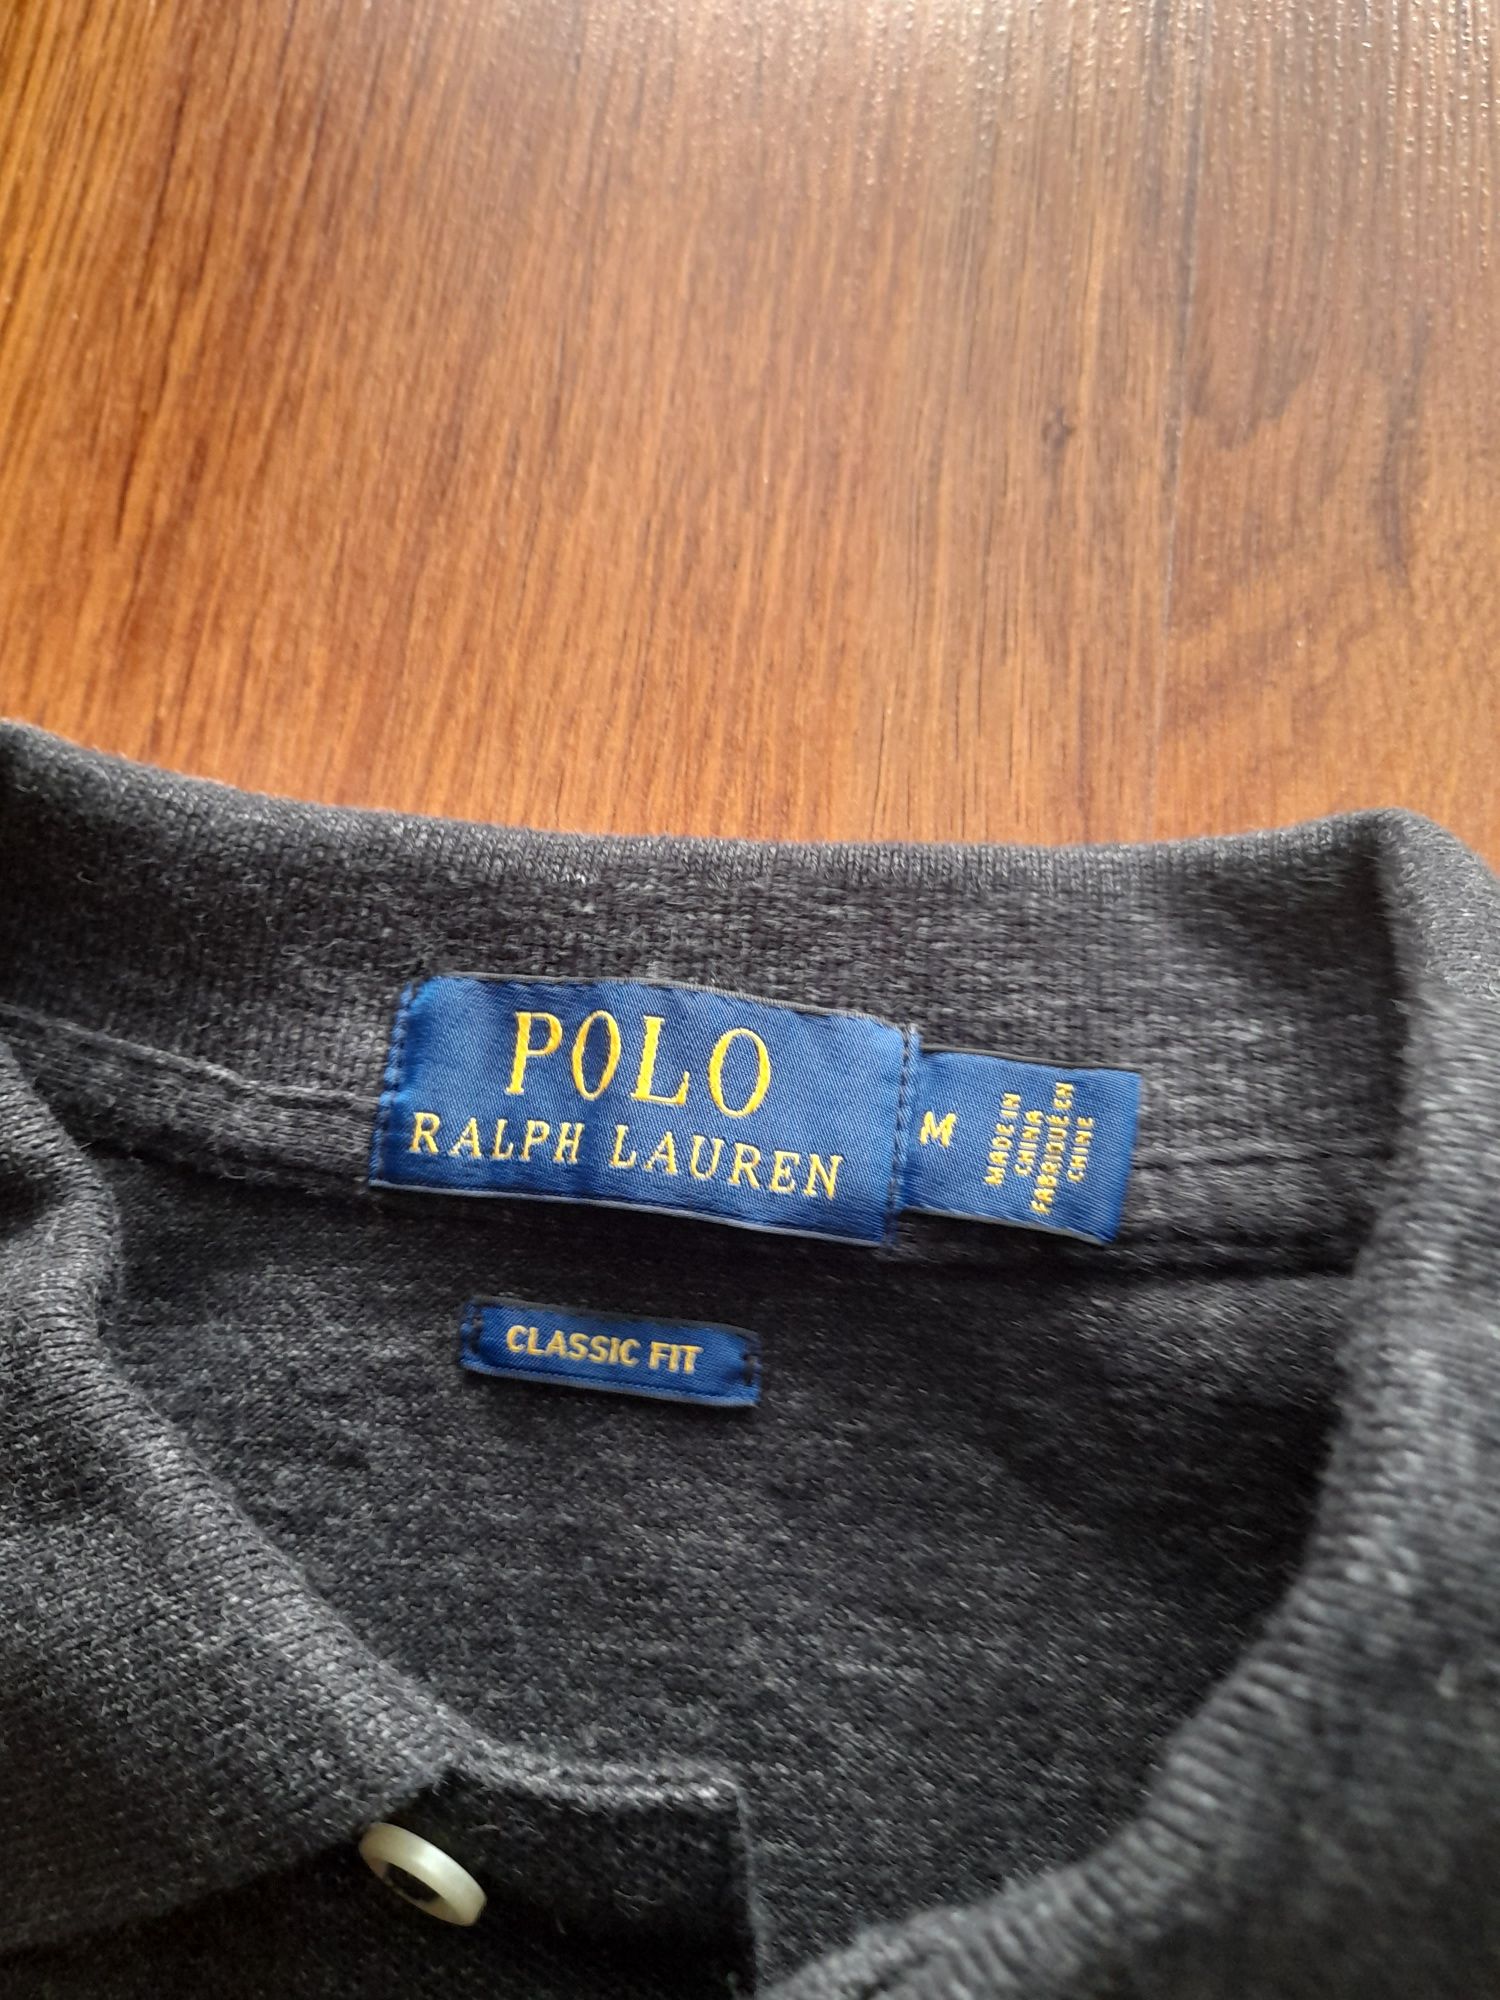 POLO
RALPH LAUREN
M
MADE IN
CHINA
FABRIQUÉ EN
CHINE
CLASSIC FIT